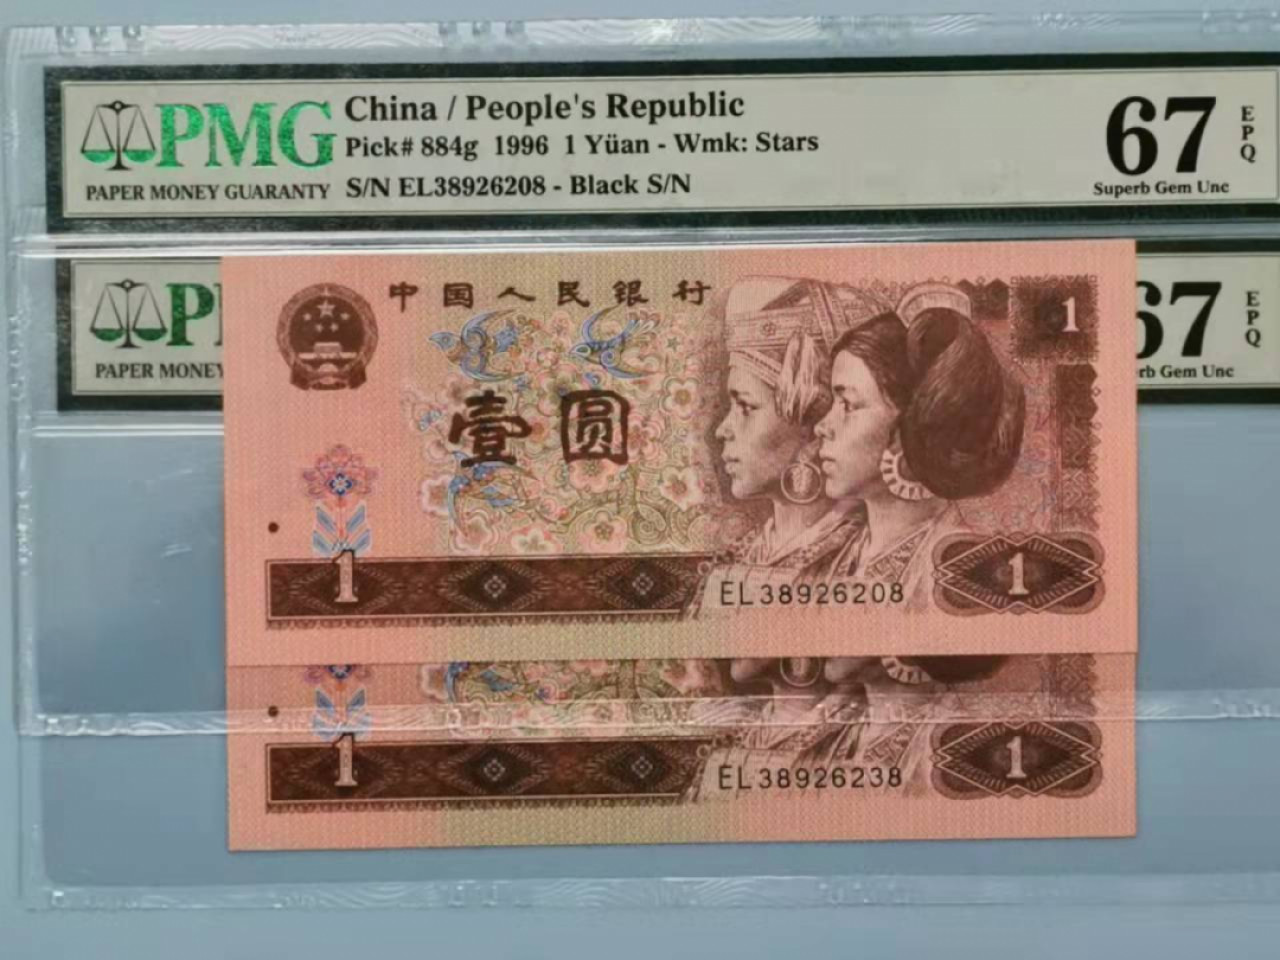 PMG
PAPER MONEY GUARANTY
China / People's Republic
Pick# 884g 1996 1 Yüan - Wmk: Stars
S/N EL38926208 - Black S/N
67
EPQ
Superb Gem Unc
PAPER MONEY
67
EPQ
Gem Unc
中国人民银行
1
壹圆
1
EL38926208
1
1
EL38926238
1